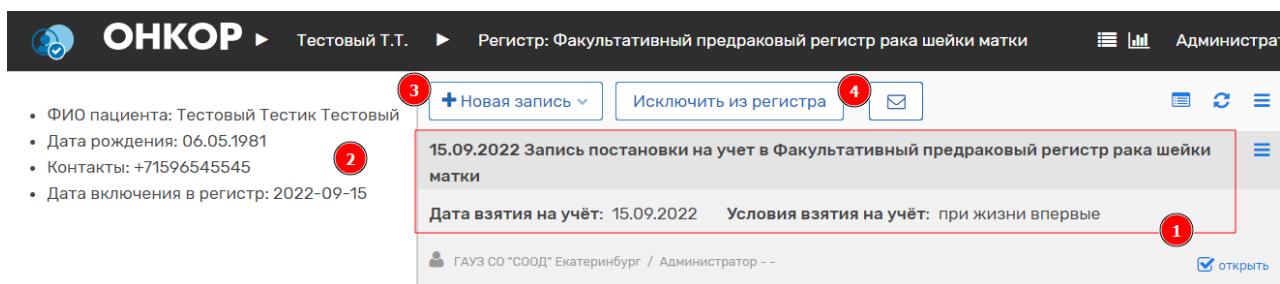 ОНКОР ▶ Тестовый Т.Т. ▶ Регистр: Факультативный предраковый регистр рака шейки матки Администра
3 +Новая запись Исключить из регистра 4
• ФИО пациента: Тестовый Тестик Тестовый
• Дата рождения: 06.05.1981
• Контакты: +71596545545
• Дата включения в регистр: 2022-09-15
2
15.09.2022 Запись постановки на учет в Факультативный предраковый регистр рака шейки
матки
Дата взятия на учёт: 15.09.2022 Условия взятия на учёт: при жизни впервые
1
ГАУЗ СО "СООД" Екатеринбург / Администратор - -
открыть